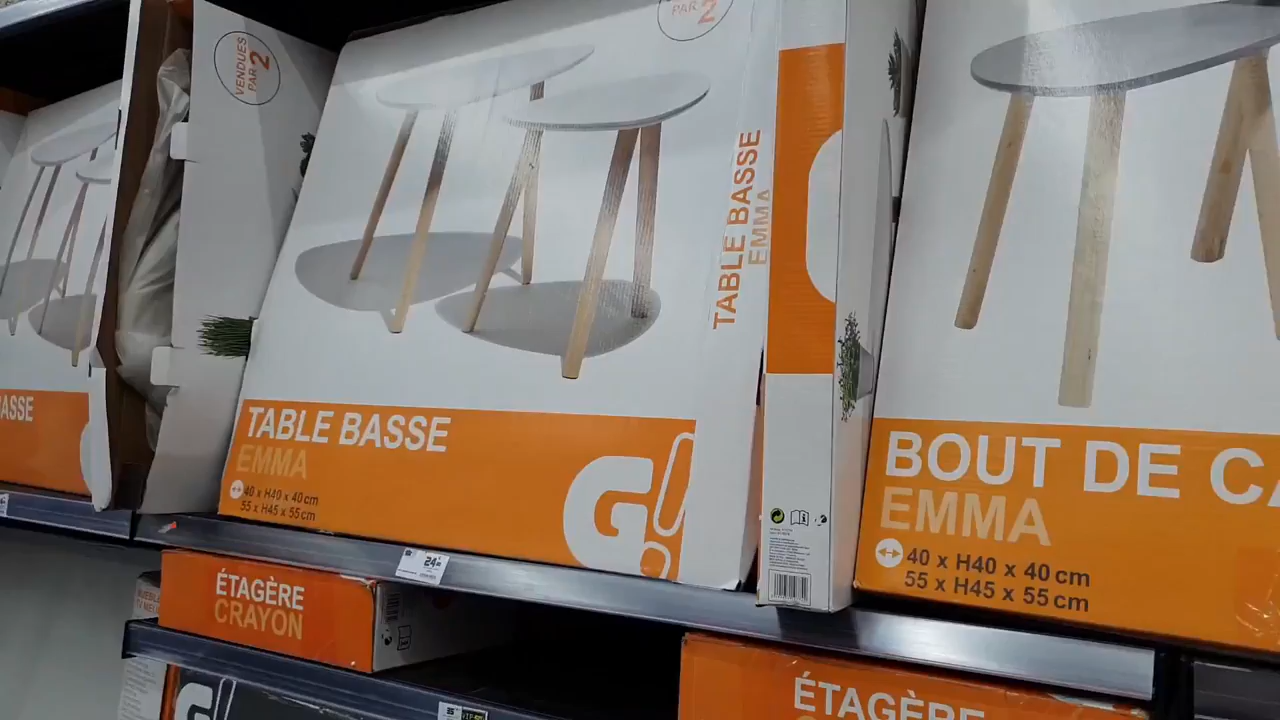 VENDUES
PAR 2
PAR 2
TABLE BASSE
EMMA
TABLE BASSE
EMMA
40 x H40 x 40 cm
55 x H45 x 55 cm
G!
BOUT DE CA
EMMA
40 x H40 x 40 cm
55 x H45 x 55 cm
ASSE
24
ÉTAGÈRE
CRAYON
ÉTAGÈRE
G!